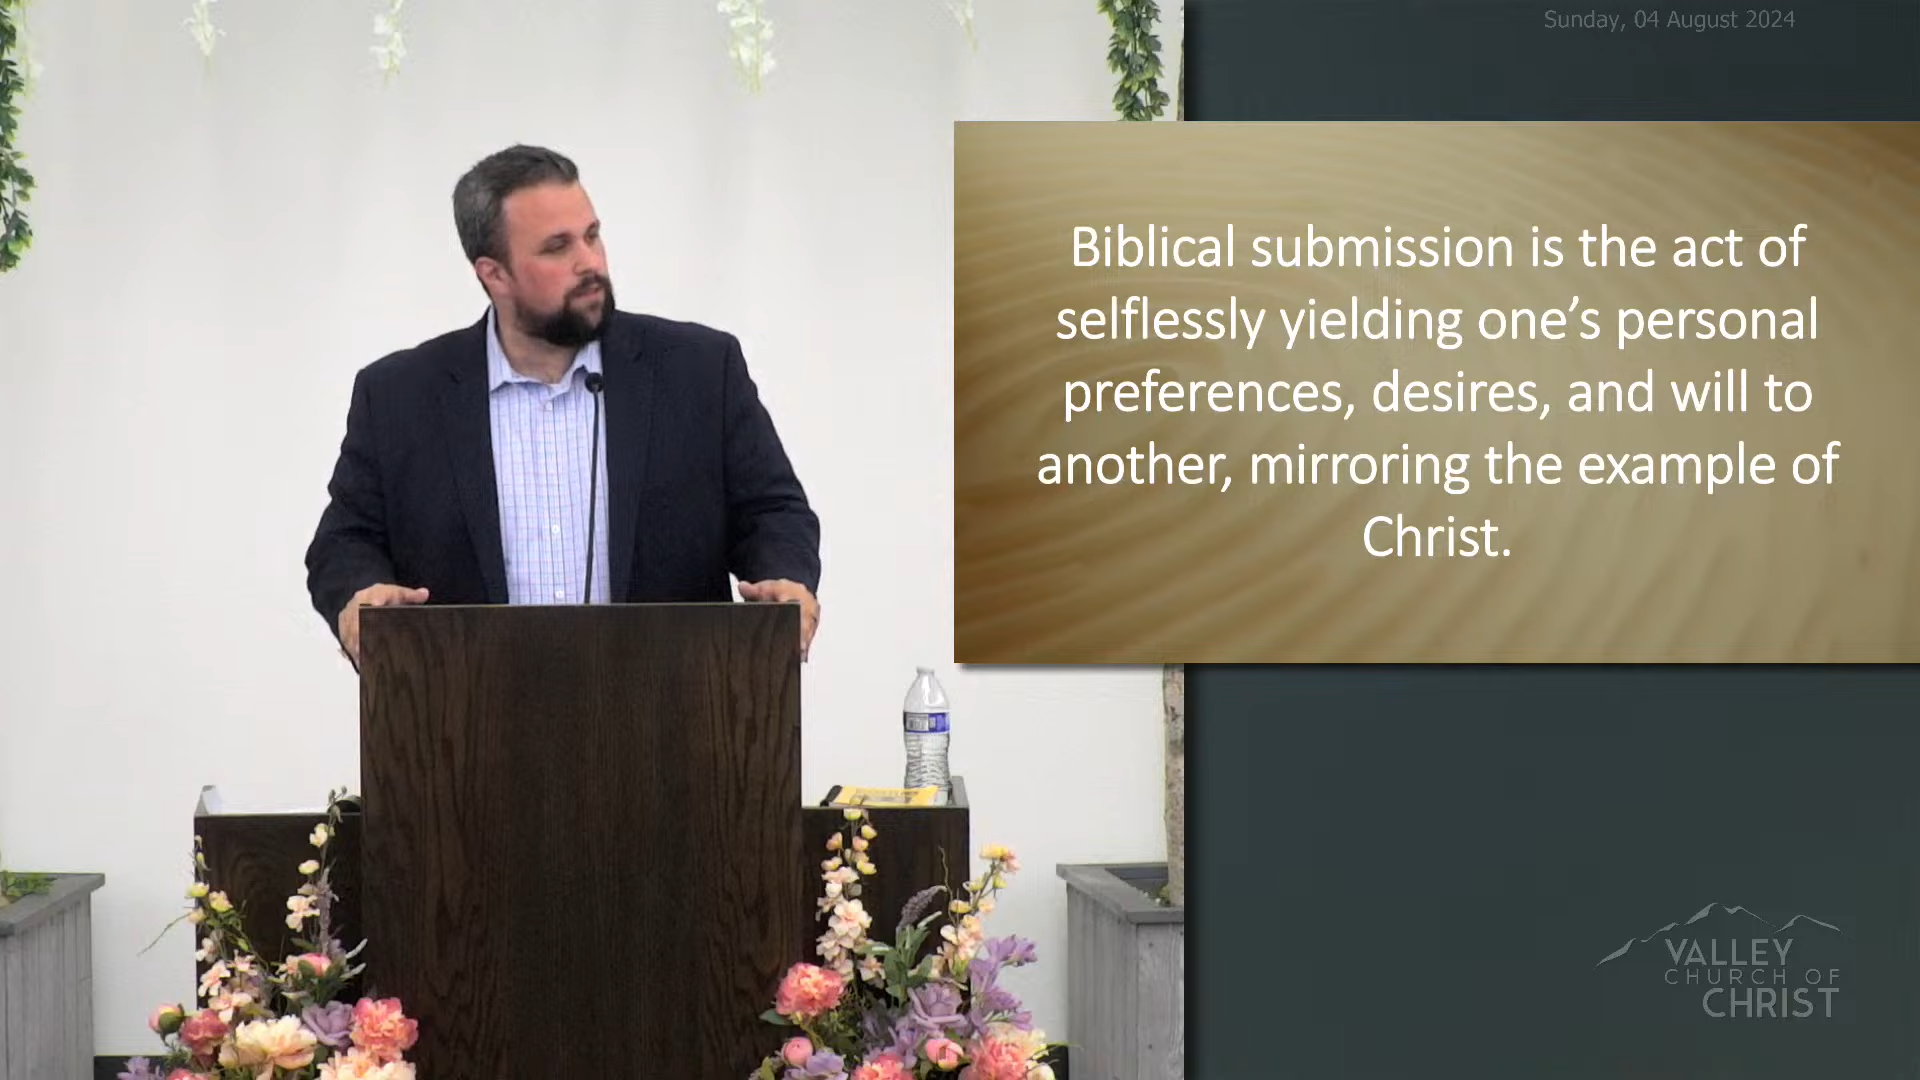 Sunday, 04 August 2024
Biblical submission is the act of
selflessly yielding one’s personal
preferences, desires, and will to
another, mirroring the example of
Christ.
VALLEY
CHURCH OF
CHRIST